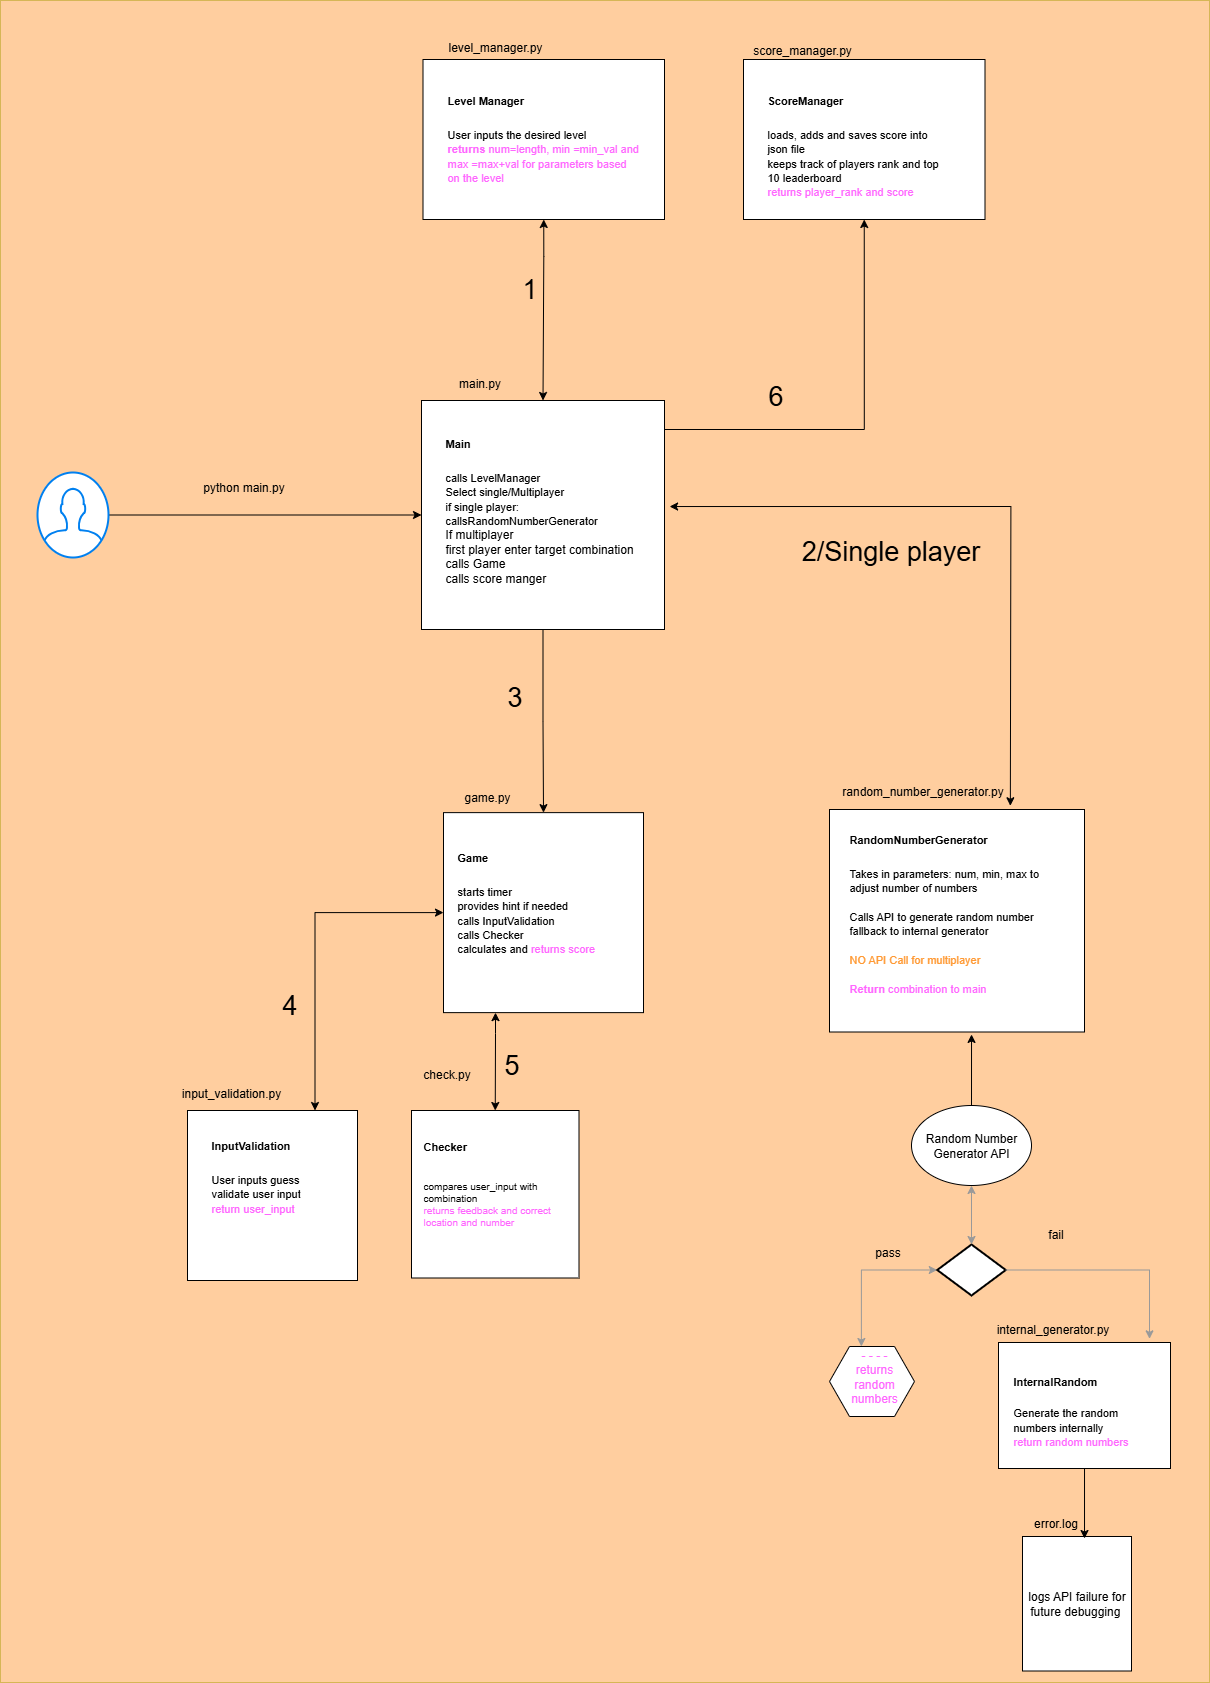 level_manager.py
Level Manager
User inputs the desired level
returns num=length, min =min_val and
max =max+val for parameters based
on the level
score_manager.py
ScoreManager
loads, adds and saves score into
json file
keeps track of players rank and top
10 leaderboard
returns player_rank and score
1
6
main.py
Main
calls LevelManager
Select single/Multiplayer
if single player:
callsRandomNumberGenerator
If multiplayer
first player enter target combination
calls Game
calls score manger
python main.py
2/Single player
3
game.py
Game
starts timer
provides hint if needed
calls InputValidation
calls Checker
calculates and returns score
random_number_generator.py
RandomNumberGenerator
Takes in parameters: num, min, max to
adjust number of numbers
Calls API to generate random number
fallback to internal generator
NO API Call for multiplayer
Return combination to main
4
5
input_validation.py
InputValidation
User inputs guess
validate user input
return user_input
check.py
Checker
compares user_input with
combination
returns feedback and correct
location and number
Random Number
Generator API
pass
fail
- - - -
returns
random
numbers
internal_generator.py
InternalRandom
Generate the random
numbers internally
return random numbers
error.log
logs API failure for
future debugging